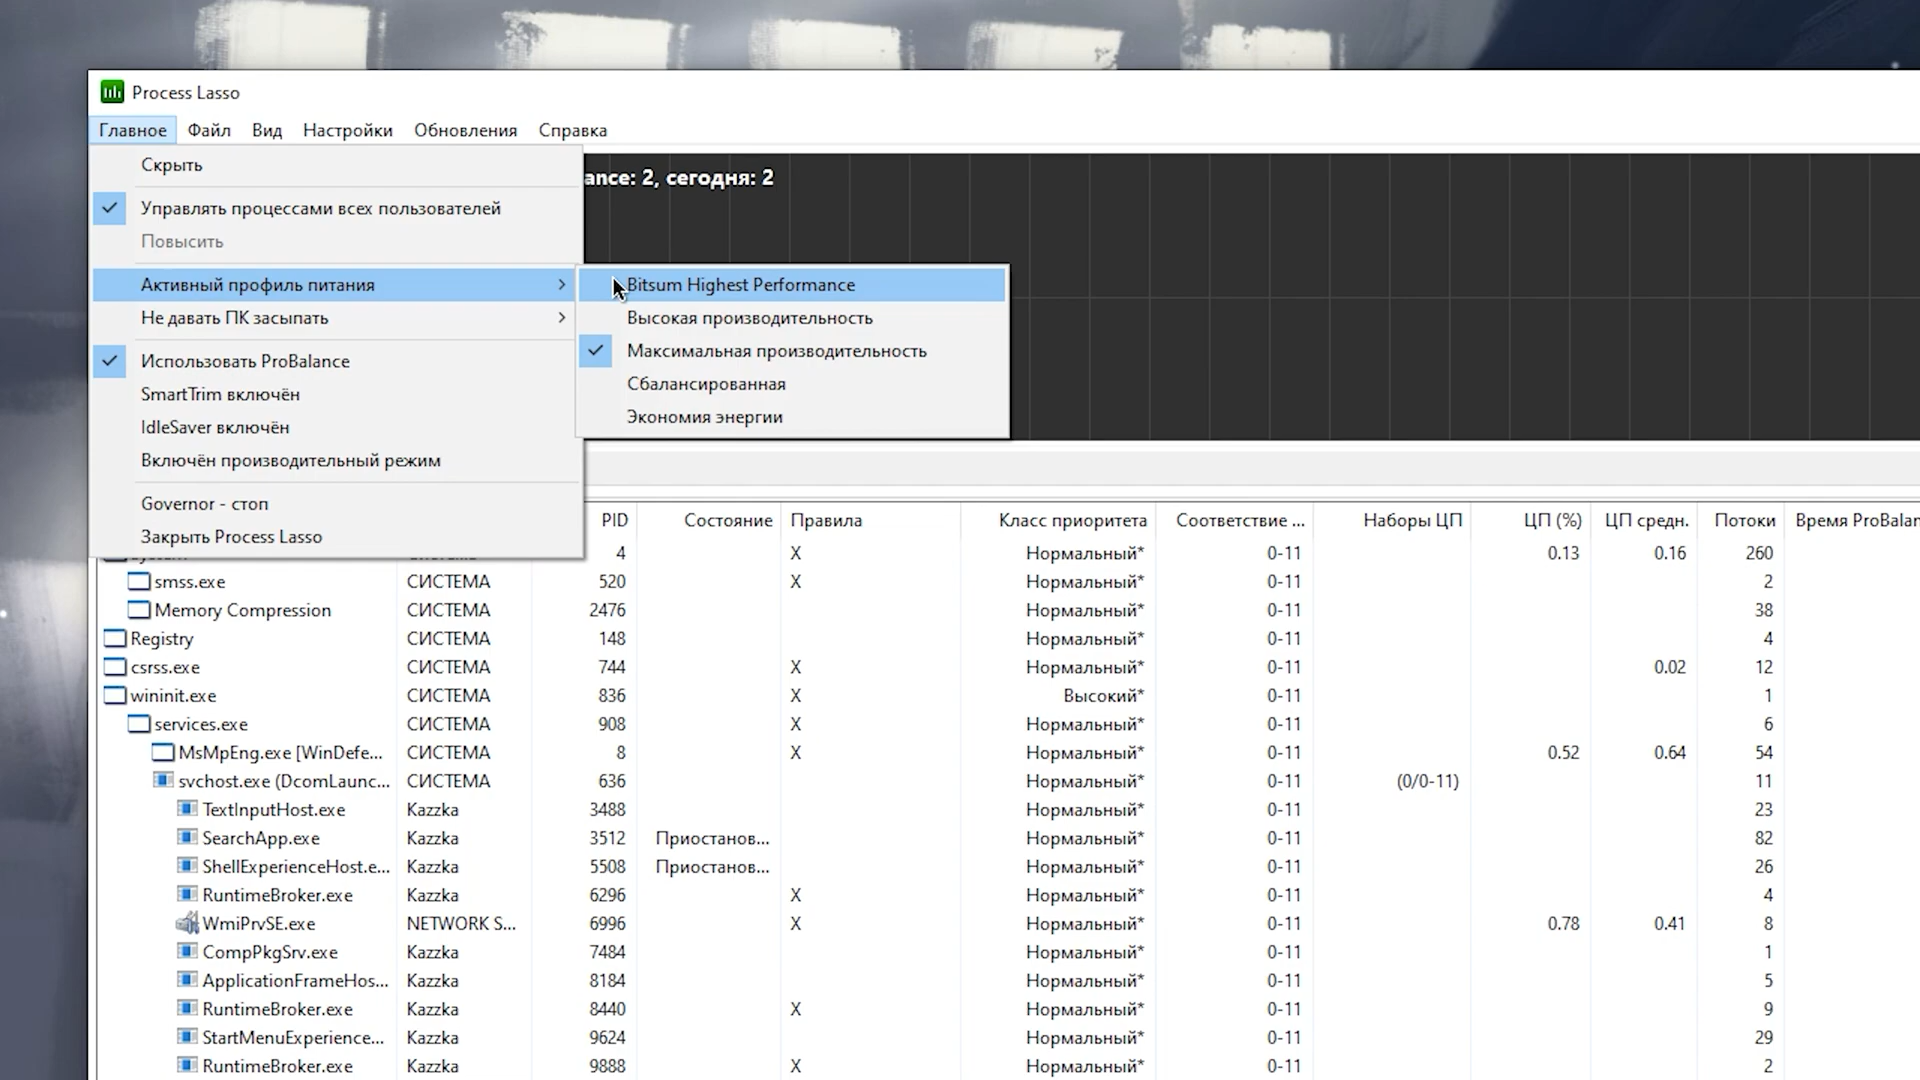 Process Lasso
Главное Файл Вид Настройки Обновления Справка
Скрыть
ance: 2, сегодня: 2
Управлять процессами всех пользователей
Повысить
Активный профиль питания
Bitsum Highest Performance
Не давать ПК засыпать
Высокая производительность
Максимальная производительность
Использовать ProBalance
Сбалансированная
SmartTrim включён
Экономия энергии
IdleSaver включён
Включён производительный режим
Governor - стоп
Закрыть Process Lasso
PID Состояние Правила Класс приоритета Соответствие ... Наборы ЦП ЦП (%) ЦП средн. Потоки Время ProBalan
4 X Нормальный* 0-11 0.13 0.16 260
smss.exe СИСТЕМА 520 X Нормальный* 0-11 2
Memory Compression СИСТЕМА 2476 Нормальный* 0-11 38
Registry СИСТЕМА 148 Нормальный* 0-11 4
csrss.exe СИСТЕМА 744 X Нормальный* 0-11 0.02 12
wininit.exe СИСТЕМА 836 X Высокий* 0-11 1
services.exe СИСТЕМА 908 X Нормальный* 0-11 6
MsMpEng.exe [WinDefe... СИСТЕМА 8 X Нормальный* 0-11 0.52 0.64 54
svchost.exe (DcomLaunc... СИСТЕМА 636 Нормальный* 0-11 (0/0-11) 11
TextInputHost.exe Kazzka 3488 Нормальный* 0-11 23
SearchApp.exe Kazzka 3512 Приостанов... Нормальный* 0-11 82
ShellExperienceHost.e... Kazzka 5508 Приостанов... Нормальный* 0-11 26
RuntimeBroker.exe Kazzka 6296 X Нормальный* 0-11 4
WmiPrvSE.exe NETWORK S... 6996 X Нормальный* 0-11 0.78 0.41 8
CompPkgSrv.exe Kazzka 7484 Нормальный* 0-11 1
ApplicationFrameHos... Kazzka 8184 Нормальный* 0-11 5
RuntimeBroker.exe Kazzka 8440 X Нормальный* 0-11 9
StartMenuExperience... Kazzka 9624 Нормальный* 0-11 29
RuntimeBroker.exe Kazzka 9888 X Нормальный* 0-11 2